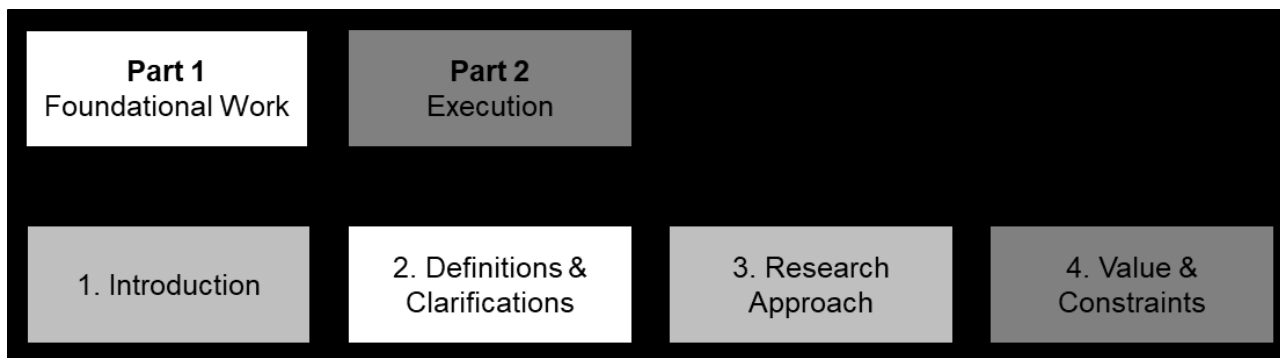 Part 1
Foundational Work
Part 2
Execution
1. Introduction
2. Definitions &
Clarifications
3. Research
Approach
4. Value &
Constraints